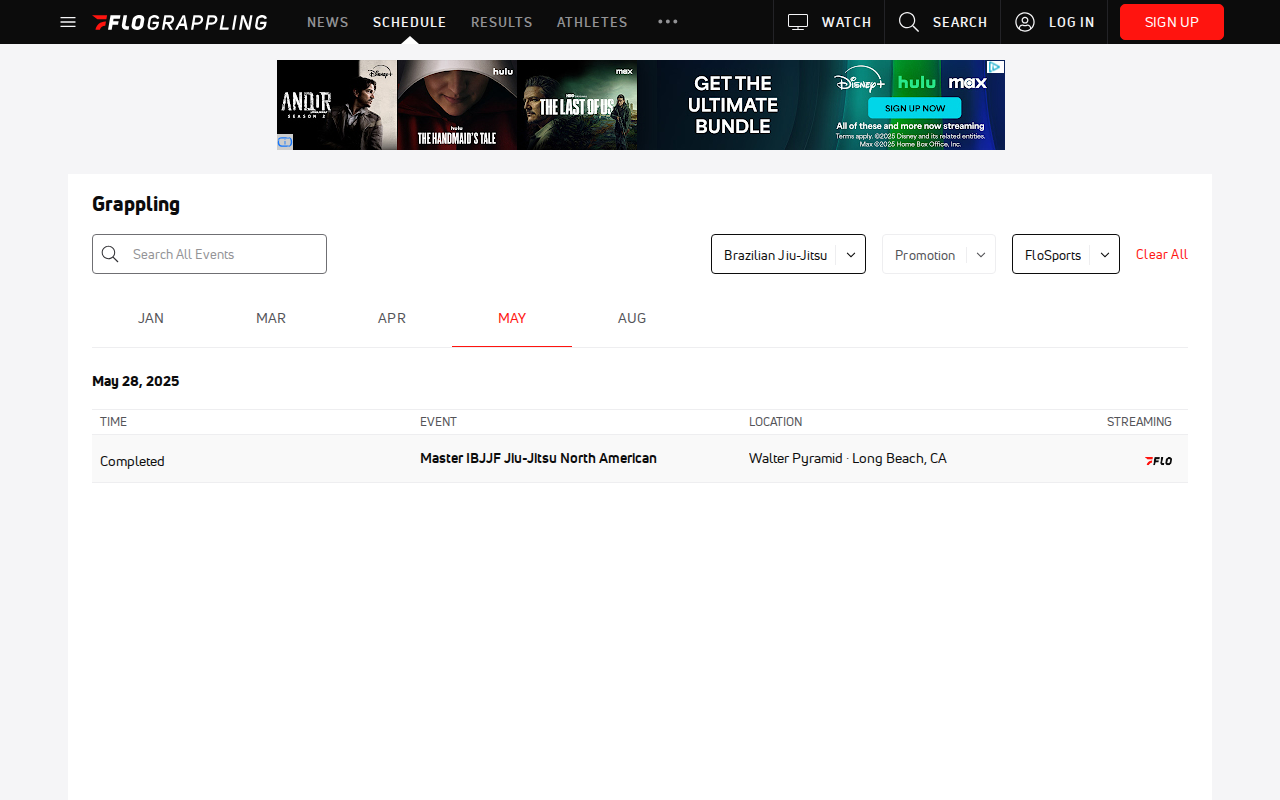 FLOGRAPPLING NEWS SCHEDULE RESULTS ATHLETES WATCH SEARCH LOG IN SIGN UP
Disney+
ANDOR
SEASON 2
hulu
hulu
THE HANDMAID'S TALE
max
THE LAST OF US
GET THE
ULTIMATE
BUNDLE
Disney+ hulu max
SIGN UP NOW
All of these and more now streaming
Terms apply. ©2025 Disney and its related entities.
Max ©2025 Home Box Office, Inc.
Grappling
Search All Events Brazilian Jiu-Jitsu Promotion FloSports Clear All
JAN MAR APR MAY AUG
May 28, 2025
TIME EVENT LOCATION STREAMING
Completed Master IBJJF Jiu-Jitsu North American Walter Pyramid · Long Beach, CA FLO